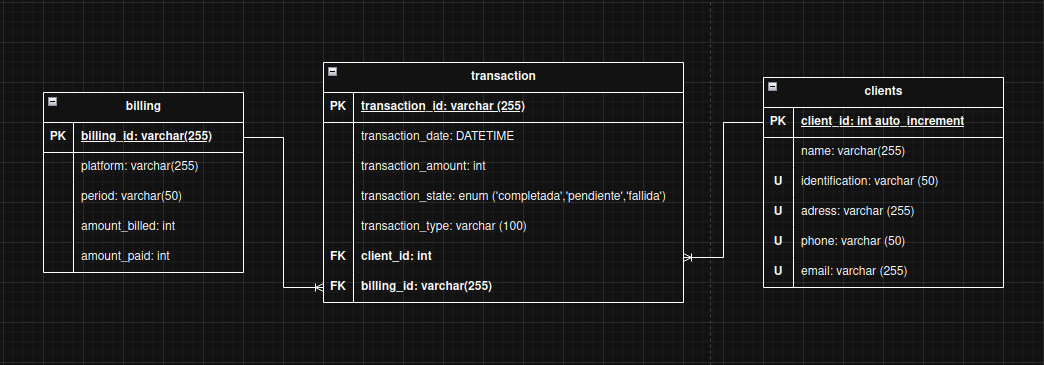 billing
PK billing_id: varchar(255)
platform: varchar(255)
period: varchar(50)
amount_billed: int
amount_paid: int
transaction
PK transaction_id: varchar (255)
transaction_date: DATETIME
transaction_amount: int
transaction_state: enum ('completada','pendiente','fallida')
transaction_type: varchar (100)
FK client_id: int
FK billing_id: varchar(255)
clients
PK client_id: int auto_increment
name: varchar(255)
U identification: varchar (50)
U adress: varchar (255)
U phone: varchar (50)
U email: varchar (255)